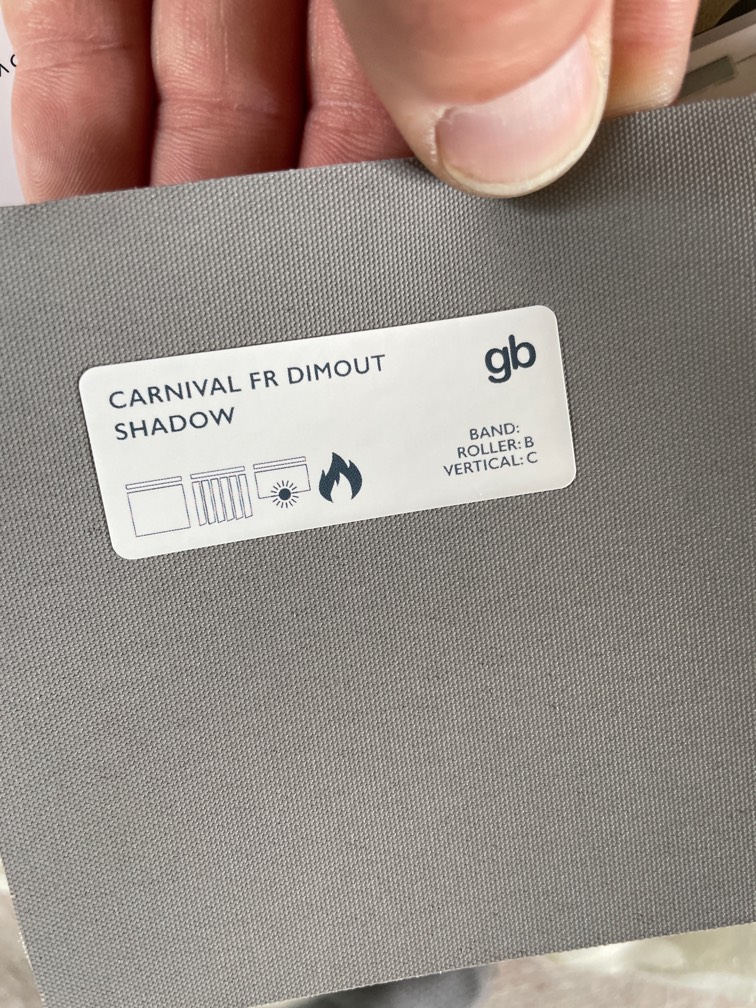 CARNIVAL FR DIMOUT
SHADOW
gb
BAND:
ROLLER: B
VERTICAL: C